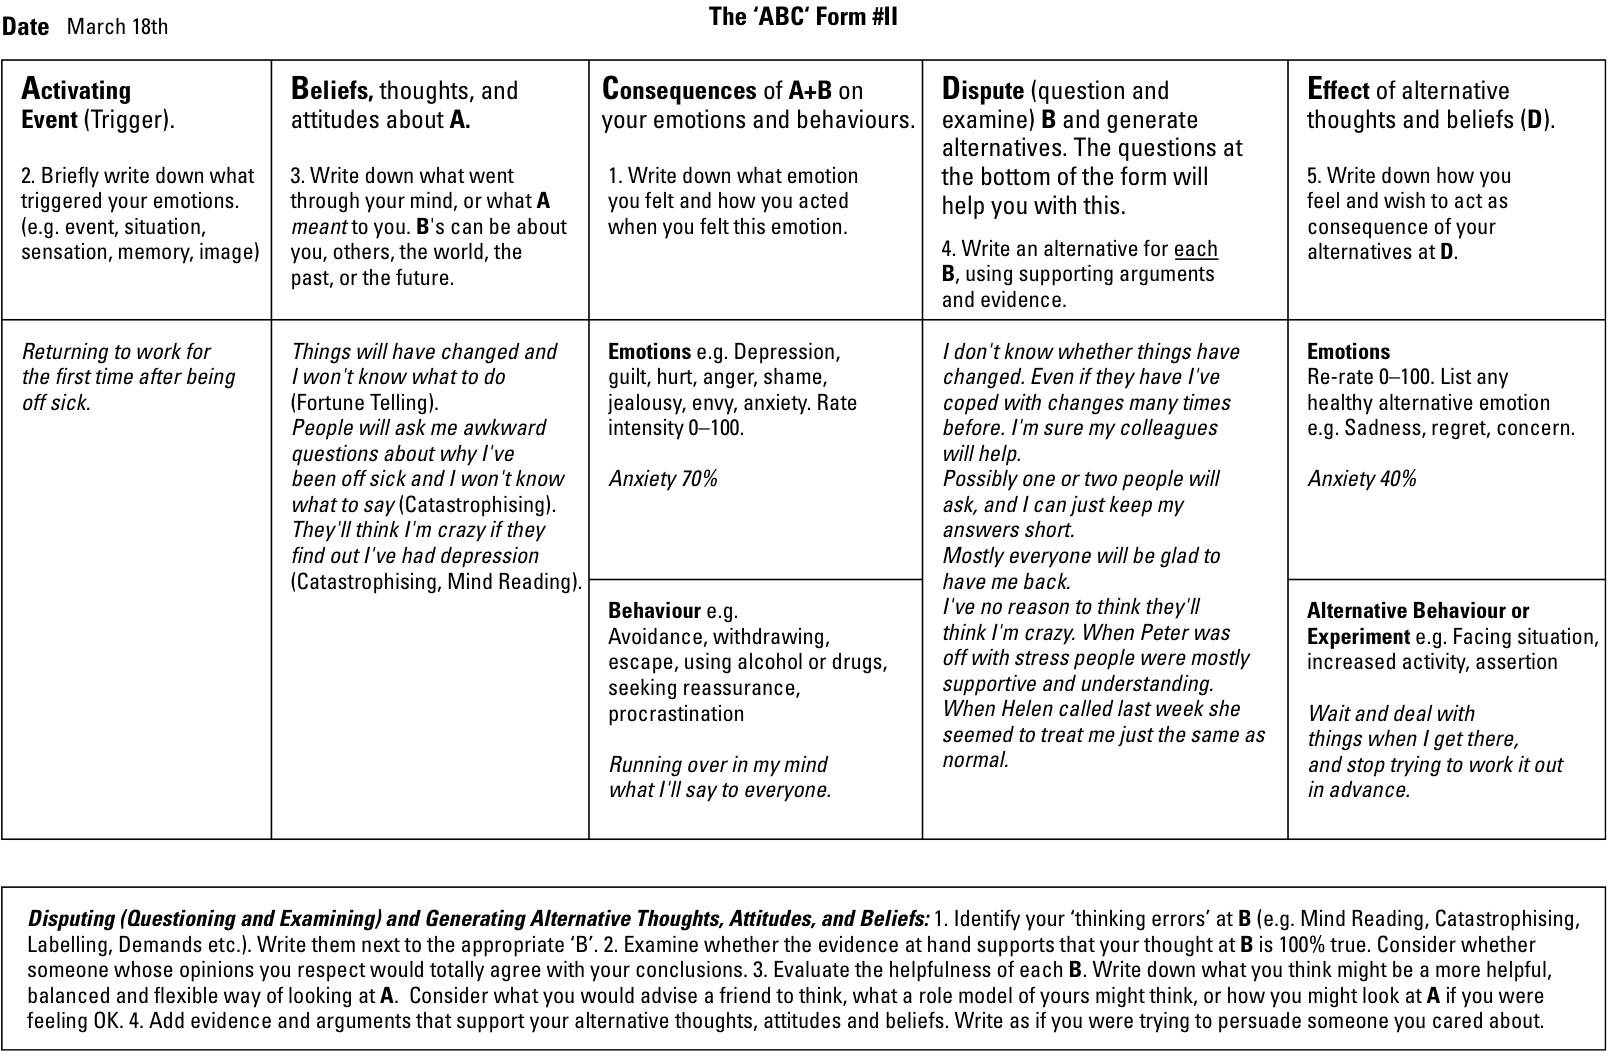 The ‘ABC‘ Form #II
Date March 18th
Activating
Event (Trigger).
2. Briefly write down what
triggered your emotions.
(e.g. event, situation,
sensation, memory, image)
Beliefs, thoughts, and
attitudes about A.
3. Write down what went
through your mind, or what A
meant to you. B's can be about
you, others, the world, the
past, or the future.
Consequences of A+B on
your emotions and behaviours.
1. Write down what emotion
you felt and how you acted
when you felt this emotion.
Dispute (question and
examine) B and generate
alternatives. The questions at
the bottom of the form will
help you with this.
4. Write an alternative for each
B, using supporting arguments
and evidence.
Effect of alternative
thoughts and beliefs (D).
5. Write down how you
feel and wish to act as
consequence of your
alternatives at D.
Returning to work for
the first time after being
off sick.
Things will have changed and
I won't know what to do
(Fortune Telling).
People will ask me awkward
questions about why I've
been off sick and I won't know
what to say (Catastrophising).
They'll think I'm crazy if they
find out I've had depression
(Catastrophising, Mind Reading).
Emotions e.g. Depression,
guilt, hurt, anger, shame,
jealousy, envy, anxiety. Rate
intensity 0–100.
Anxiety 70%
Behaviour e.g.
Avoidance, withdrawing,
escape, using alcohol or drugs,
seeking reassurance,
procrastination
Running over in my mind
what I'll say to everyone.
I don't know whether things have
changed. Even if they have I've
coped with changes many times
before. I'm sure my colleagues
will help.
Possibly one or two people will
ask, and I can just keep my
answers short.
Mostly everyone will be glad to
have me back.
I've no reason to think they'll
think I'm crazy. When Peter was
off with stress people were mostly
supportive and understanding.
When Helen called last week she
seemed to treat me just the same as
normal.
Emotions
Re-rate 0–100. List any
healthy alternative emotion
e.g. Sadness, regret, concern.
Anxiety 40%
Alternative Behaviour or
Experiment e.g. Facing situation,
increased activity, assertion
Wait and deal with
things when I get there,
and stop trying to work it out
in advance.
Disputing (Questioning and Examining) and Generating Alternative Thoughts, Attitudes, and Beliefs: 1. Identify your ‘thinking errors’ at B (e.g. Mind Reading, Catastrophising,
Labelling, Demands etc.). Write them next to the appropriate ‘B’. 2. Examine whether the evidence at hand supports that your thought at B is 100% true. Consider whether
someone whose opinions you respect would totally agree with your conclusions. 3. Evaluate the helpfulness of each B. Write down what you think might be a more helpful,
balanced and flexible way of looking at A. Consider what you would advise a friend to think, what a role model of yours might think, or how you might look at A if you were
feeling OK. 4. Add evidence and arguments that support your alternative thoughts, attitudes and beliefs. Write as if you were trying to persuade someone you cared about.